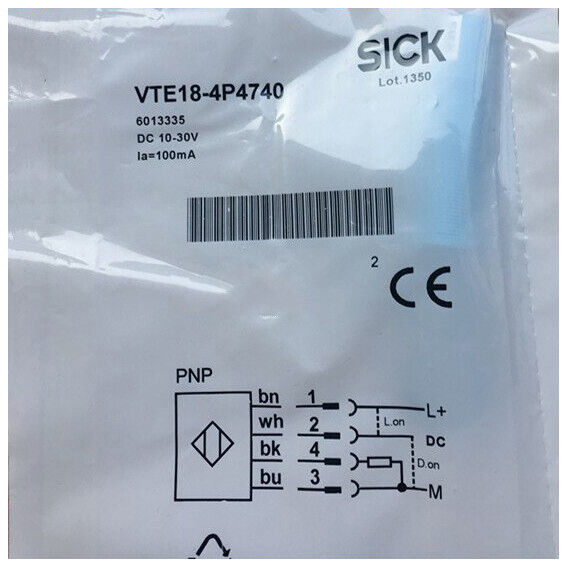 SICK
Lot.1350
VTE18-4P4740
6013335
DC 10-30V
Ia=100mA
2
CE
PNP
bn 1 L+
L.on
wh 2 DC
bk 4 D.on
bu 3 M